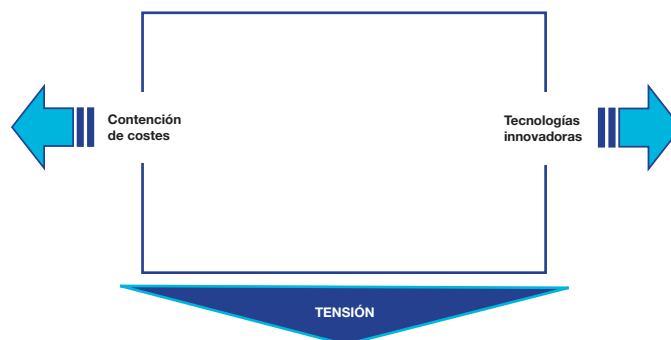 Contención
de costes
Tecnologías
innovadoras
TENSIÓN